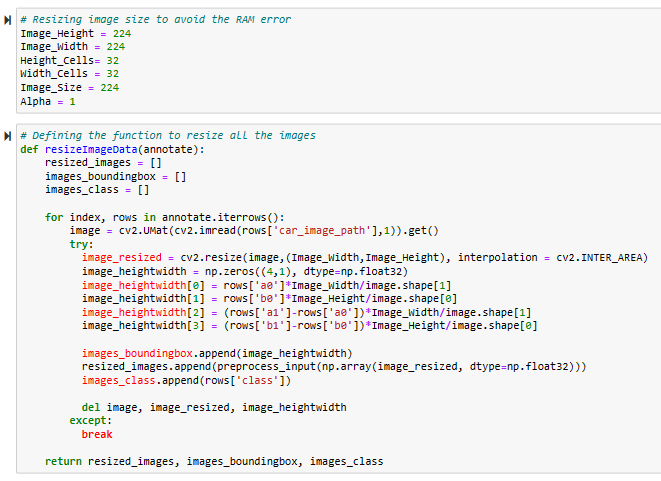 # Resizing image size to avoid the RAM error
Image_Height = 224
Image_Width = 224
Height_Cells= 32
Width_Cells = 32
Image_Size = 224
Alpha = 1
# Defining the function to resize all the images
def resizeImageData(annotate):
    resized_images = []
    images_boundingbox = []
    images_class = []

    for index, rows in annotate.iterrows():
        image = cv2.UMat(cv2.imread(rows['car_image_path'],1)).get()
        try:
          image_resized = cv2.resize(image,(Image_Width,Image_Height), interpolation = cv2.INTER_AREA)
          image_heightwidth = np.zeros((4,1), dtype=np.float32)
          image_heightwidth[0] = rows['a0']*Image_Width/image.shape[1]
          image_heightwidth[1] = rows['b0']*Image_Height/image.shape[0]
          image_heightwidth[2] = (rows['a1']-rows['a0'])*Image_Width/image.shape[1]
          image_heightwidth[3] = (rows['b1']-rows['b0'])*Image_Height/image.shape[0]

          images_boundingbox.append(image_heightwidth)
          resized_images.append(preprocess_input(np.array(image_resized, dtype=np.float32)))
          images_class.append(rows['class'])

          del image, image_resized, image_heightwidth
        except:
          break

    return resized_images, images_boundingbox, images_class